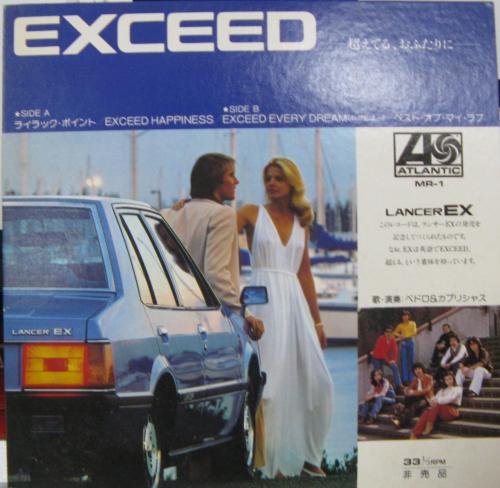 EXCEED
超えてる、おふたりに
★SIDE A
ライラック・ポイント EXCEED HAPPINESS
★SIDE B
EXCEED EVERY DREAM ベスト・オブ・マイ・ラブ
ATLANTIC
MR-1
LANCER EX
このレコードは、ランサーEXの発売を
記念してつくられたものです。
なお、EXは英語でEXCEED、
超える、という意味を持っています。
歌・演奏:ペドロ&カプリシャス
LANCER EX
33 1/3 RPM
非売品